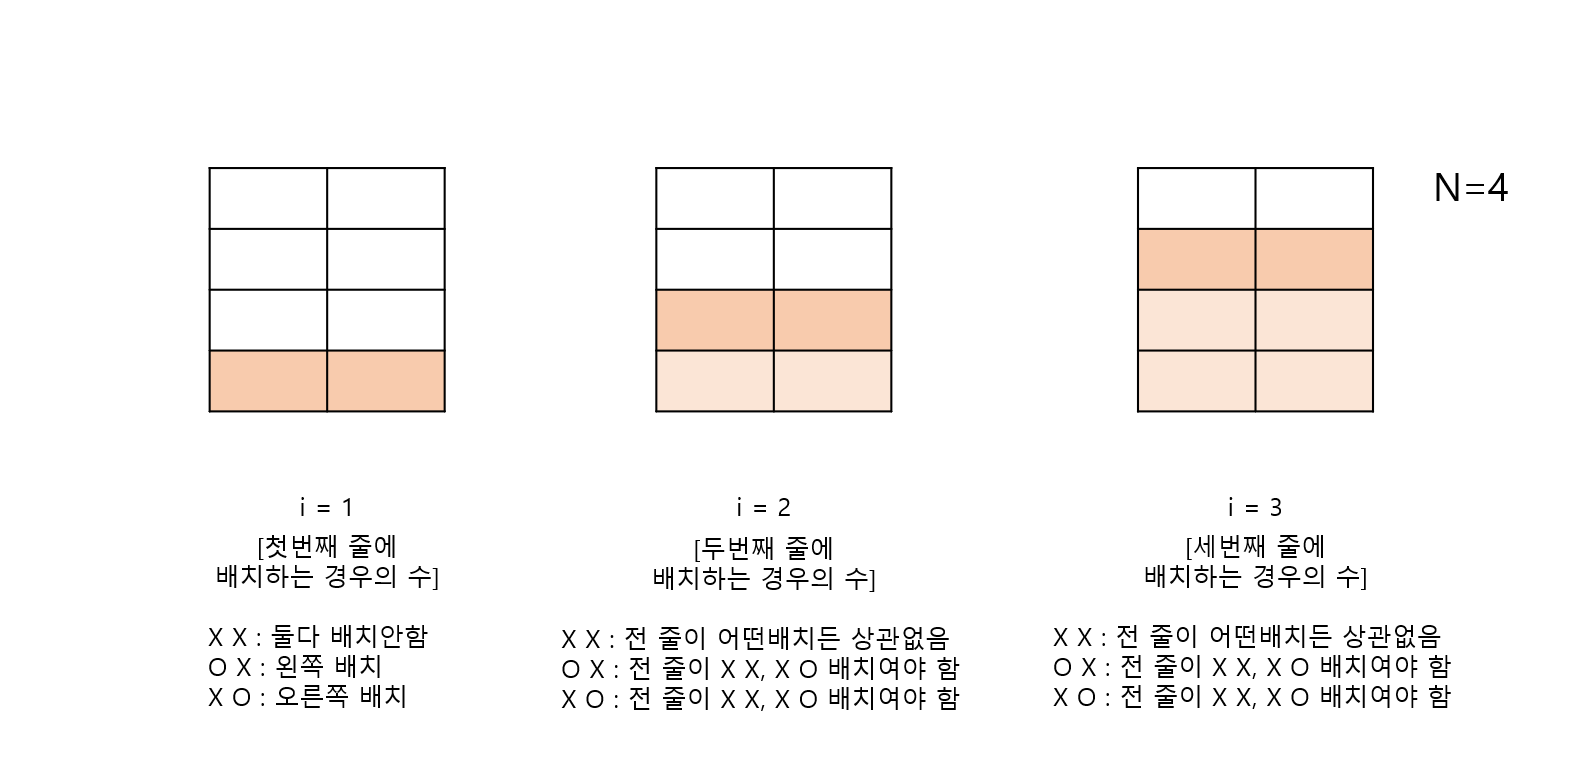 N=4
i = 1
[첫번째 줄에
배치하는 경우의 수]
X X : 둘다 배치안함
O X : 왼쪽 배치
X O : 오른쪽 배치
i = 2
[두번째 줄에
배치하는 경우의 수]
X X : 전 줄이 어떤배치든 상관없음
O X : 전 줄이 X X, X O 배치여야 함
X O : 전 줄이 X X, X O 배치여야 함
i = 3
[세번째 줄에
배치하는 경우의 수]
X X : 전 줄이 어떤배치든 상관없음
O X : 전 줄이 X X, X O 배치여야 함
X O : 전 줄이 X X, X O 배치여야 함